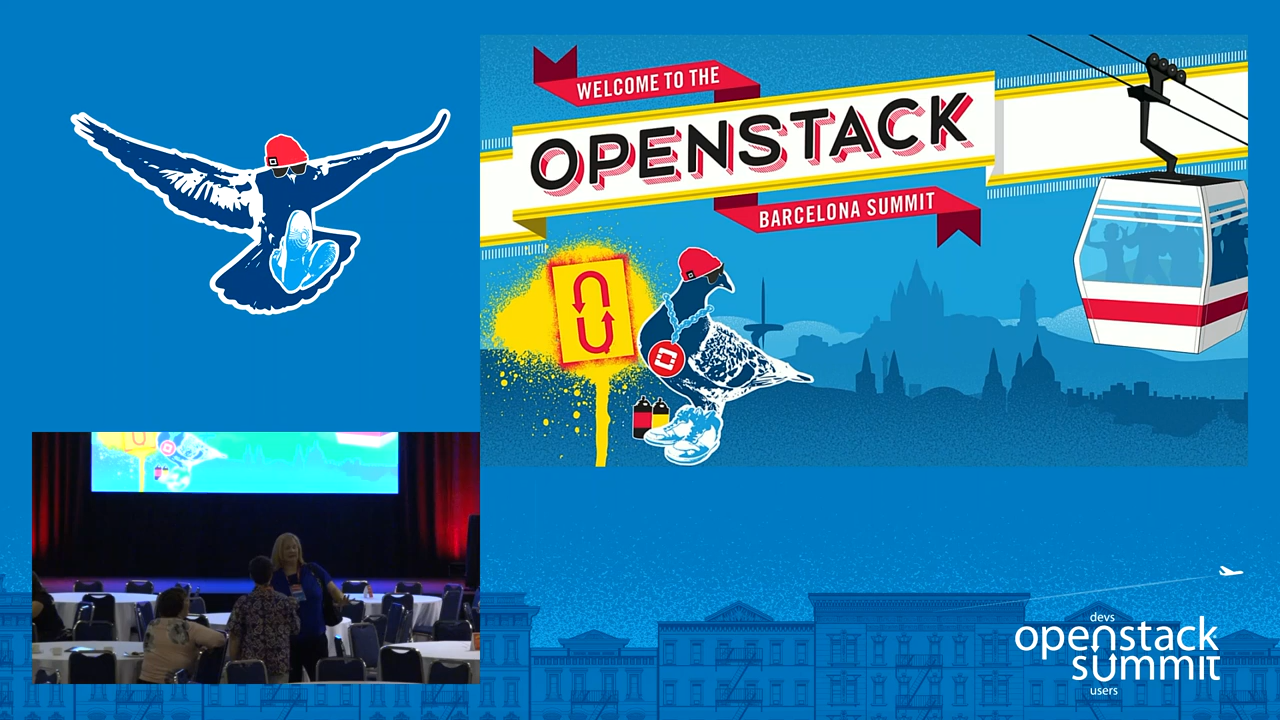 WELCOME TO THE
OPENSTACK
BARCELONA SUMMIT
devs
openstack
summit
users